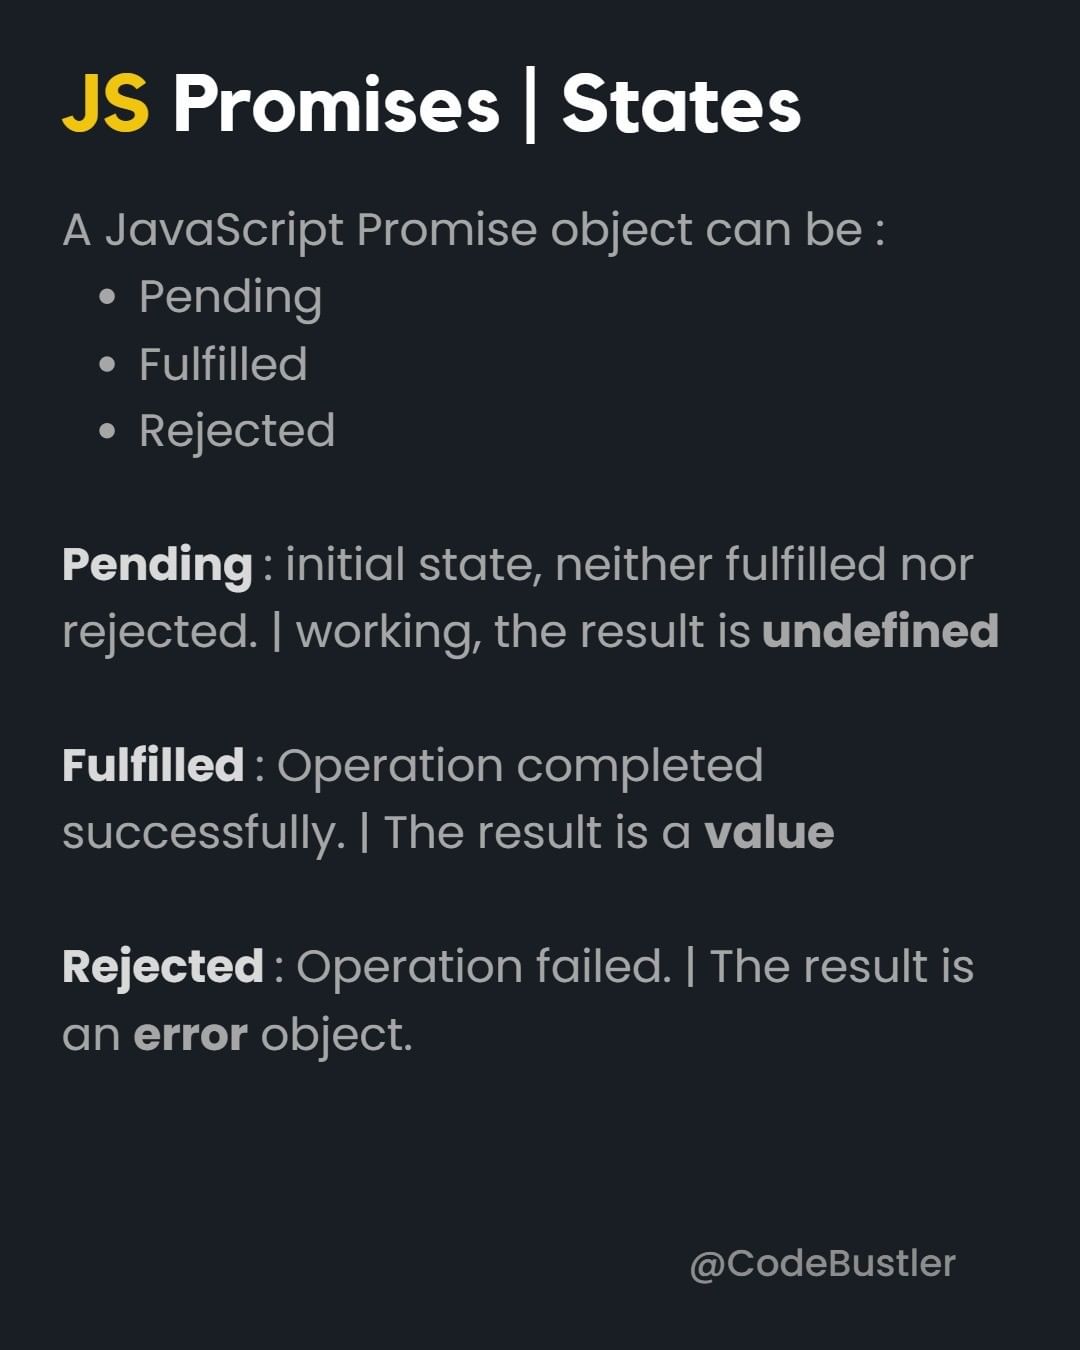 JS Promises | States
A JavaScript Promise object can be :
• Pending
• Fulfilled
• Rejected
Pending : initial state, neither fulfilled nor
rejected. | working, the result is undefined
Fulfilled : Operation completed
successfully. | The result is a value
Rejected : Operation failed. | The result is
an error object.
@CodeBustler